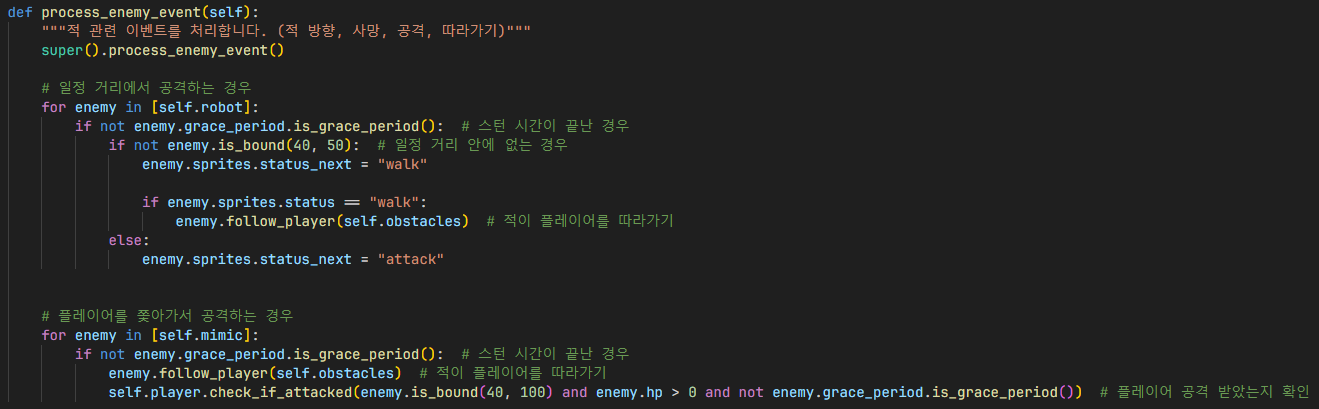 def process_enemy_event(self):
    """적 관련 이벤트를 처리합니다. (적 방향, 사망, 공격, 따라가기)"""
    super().process_enemy_event()
    # 일정 거리에서 공격하는 경우
    for enemy in [self.robot]:
        if not enemy.grace_period.is_grace_period():  # 스턴 시간이 끝난 경우
            if not enemy.is_bound(40, 50):  # 일정 거리 안에 없는 경우
                enemy.sprites.status_next = "walk"
                if enemy.sprites.status == "walk":
                    enemy.follow_player(self.obstacles)  # 적이 플레이어를 따라가기
            else:
                enemy.sprites.status_next = "attack"
    # 플레이어를 쫓아가서 공격하는 경우
    for enemy in [self.mimic]:
        if not enemy.grace_period.is_grace_period():  # 스턴 시간이 끝난 경우
            enemy.follow_player(self.obstacles)  # 적이 플레이어를 따라가기
            self.player.check_if_attacked(enemy.is_bound(40, 100) and enemy.hp > 0 and not enemy.grace_period.is_grace_period())  # 플레이어 공격 받았는지 확인